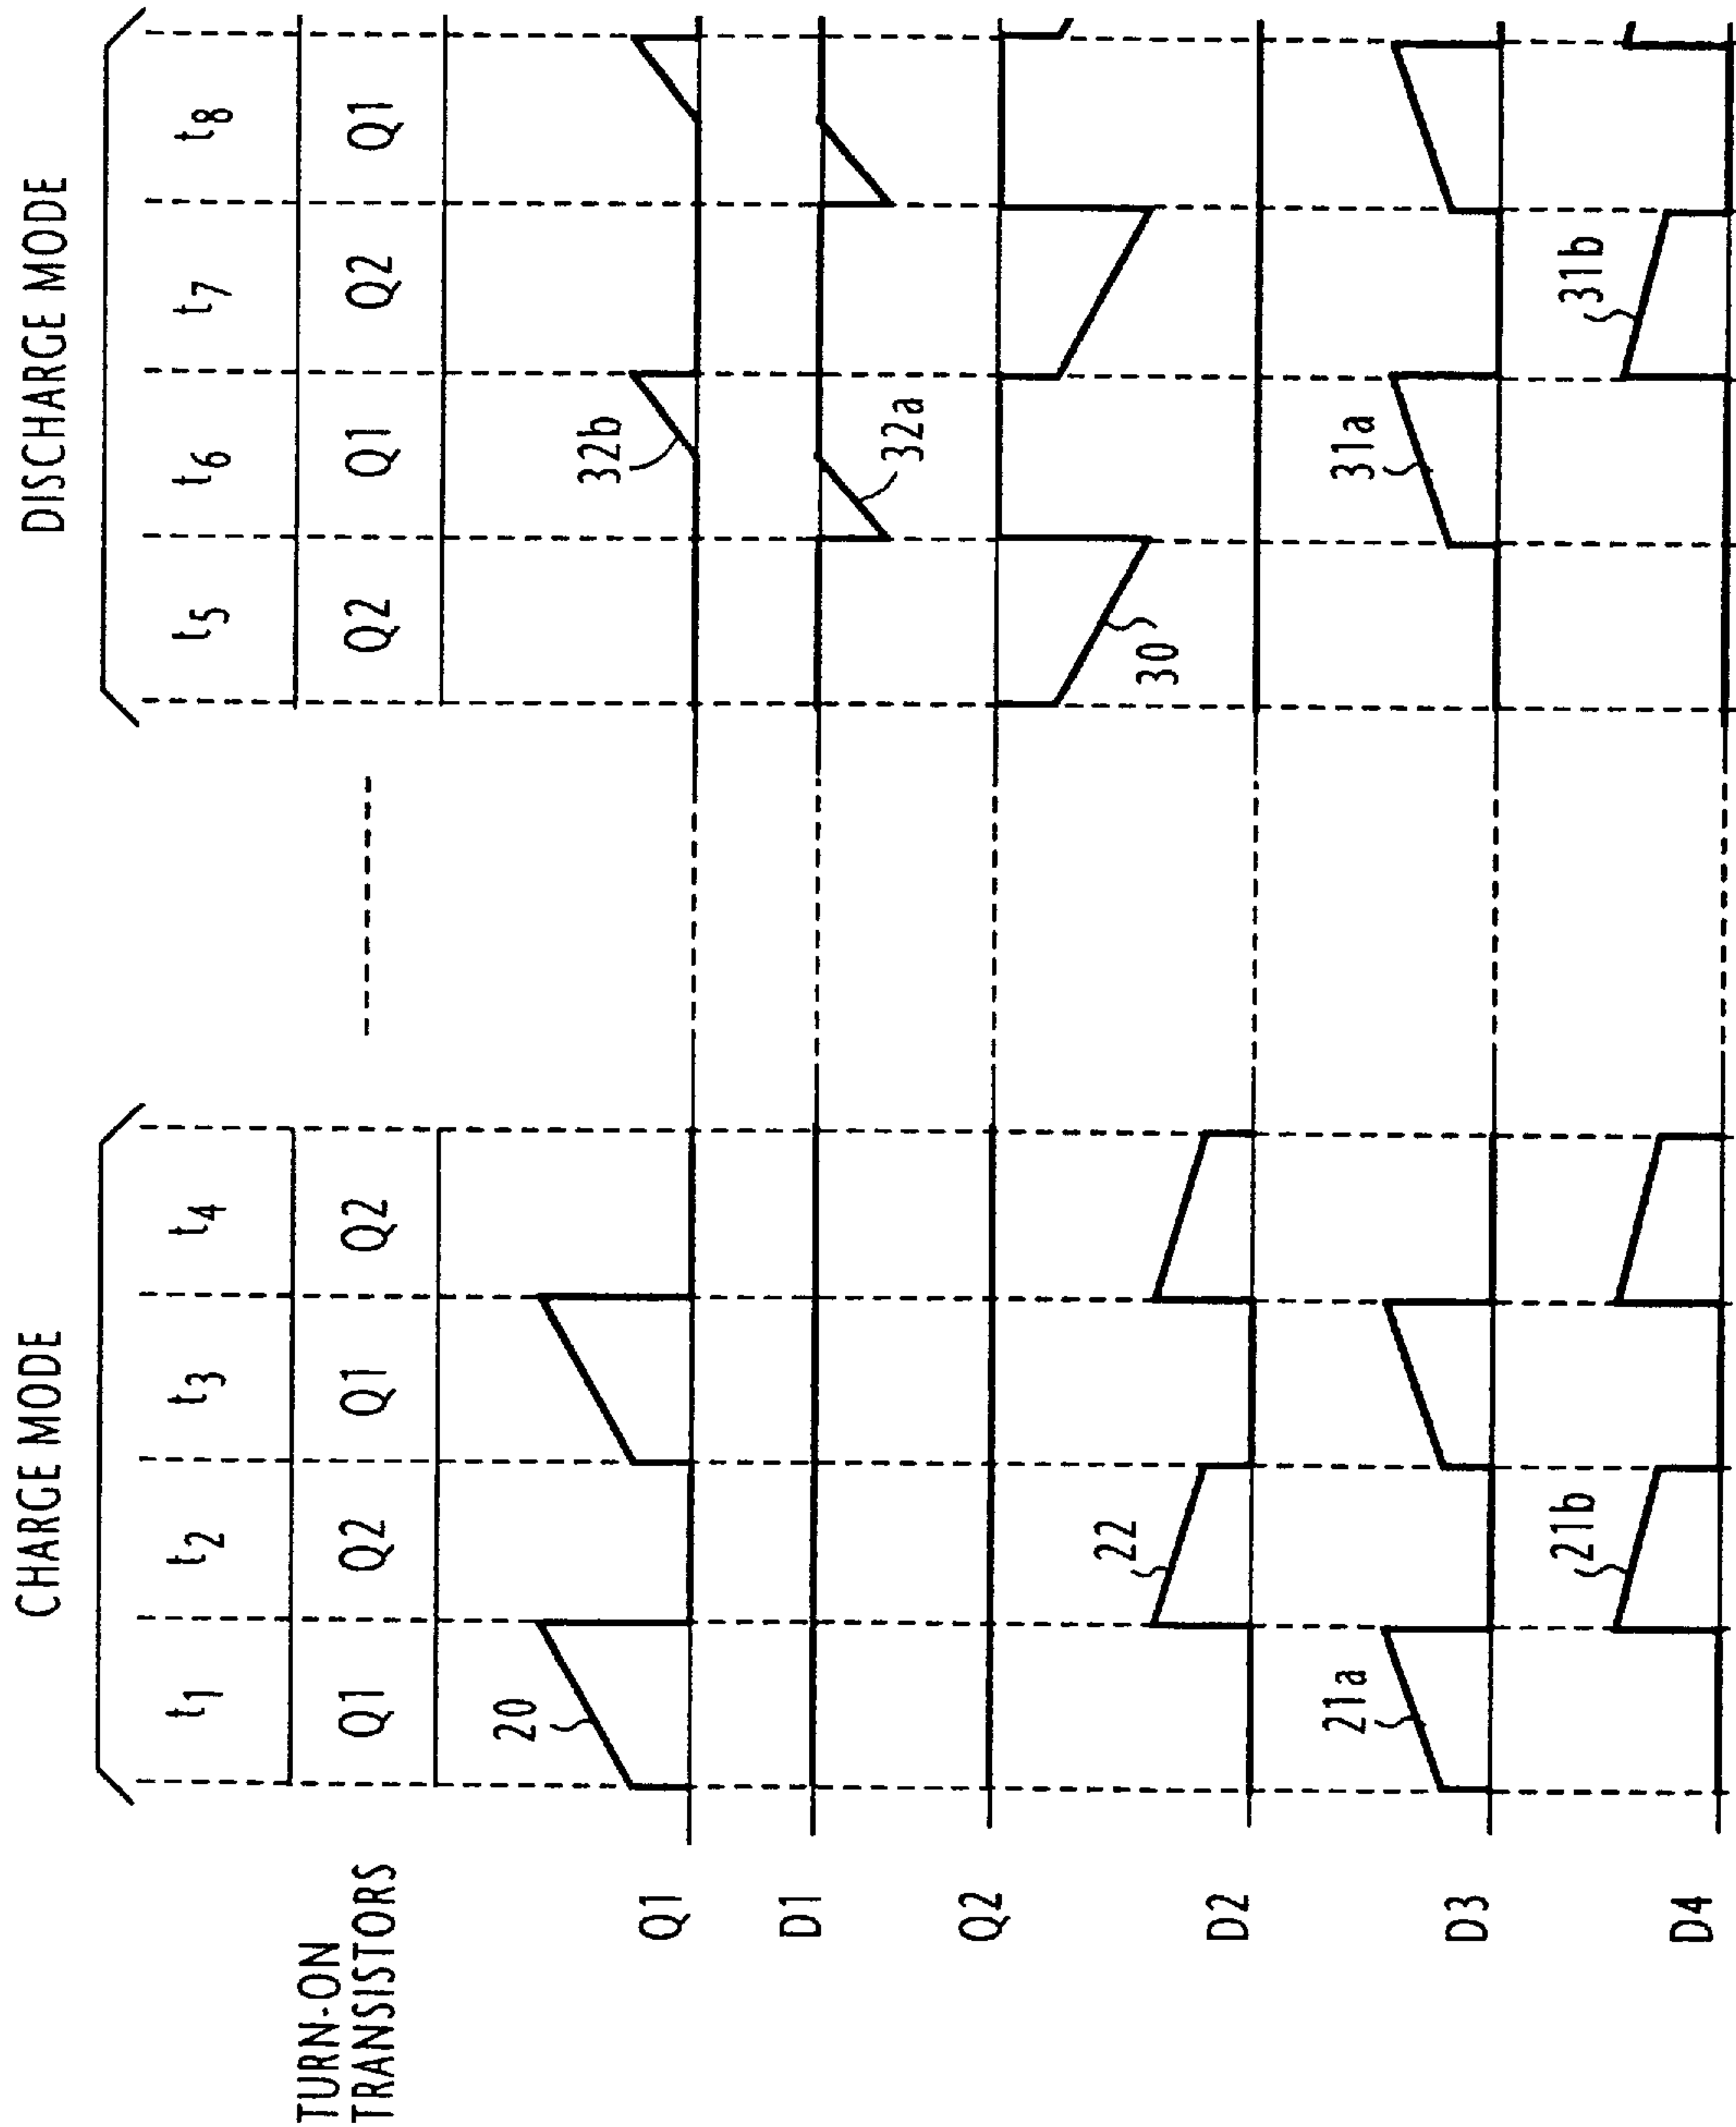 CHARGE MODE
DISCHARGE MODE
t1 t2 t3 t4 t5 t6 t7 t8
TURN-ON
TRANSISTORS
Q1 Q2 Q1 Q2 Q2 Q1 Q2 Q1
Q1
20
32b
D1
32a
Q2
30
D2
22
D3
21a
31a
D4
21b
31b